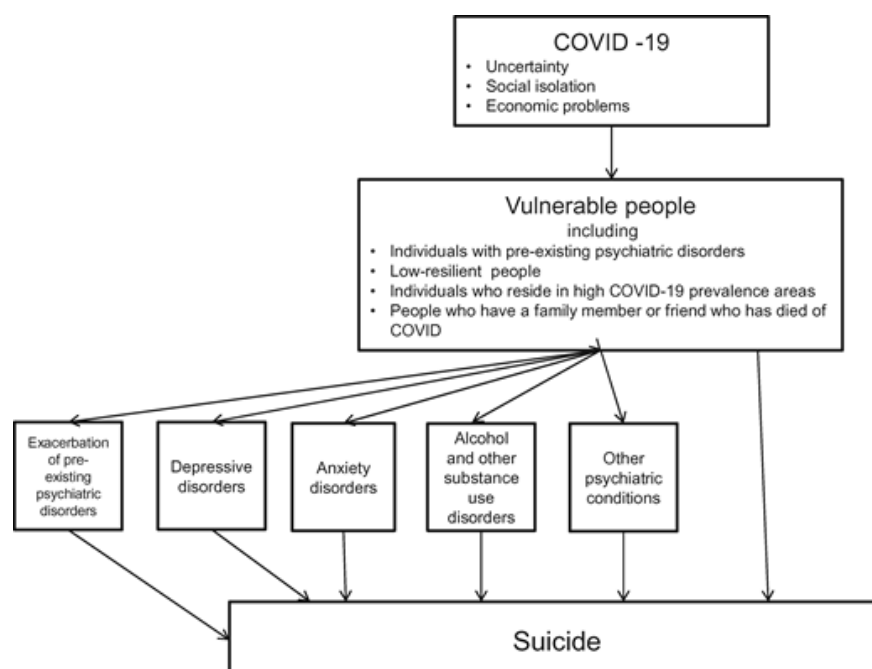 COVID -19
• Uncertainty
• Social isolation
• Economic problems
Vulnerable people
including
• Individuals with pre-existing psychiatric disorders
• Low-resilient people
• Individuals who reside in high COVID-19 prevalence areas
• People who have a family member or friend who has died of
COVID
Exacerbation
of pre-
existing
psychiatric
disorders
Depressive
disorders
Anxiety
disorders
Alcohol
and other
substance
use
disorders
Other
psychiatric
conditions
Suicide